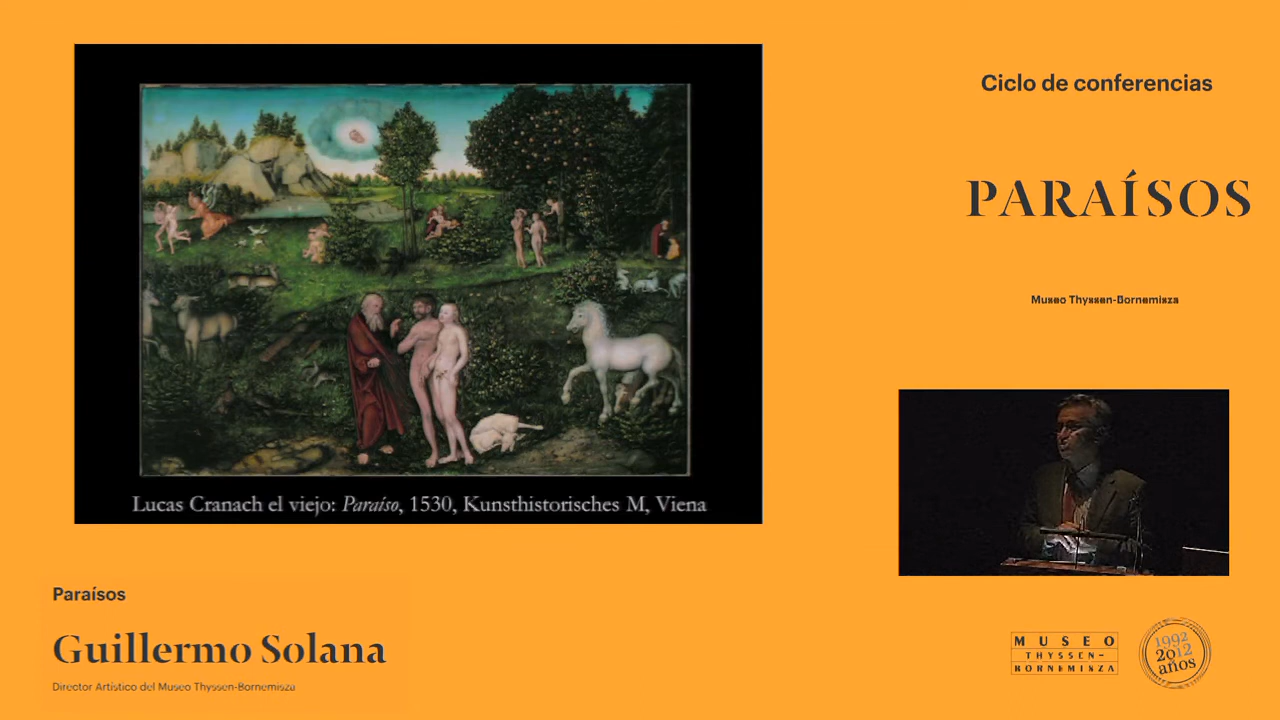 Ciclo de conferencias
PARAÍSOS
Museo Thyssen-Bornemisza
Lucas Cranach el viejo: Paraíso, 1530, Kunsthistorisches M, Viena
Paraísos
Guillermo Solana
Director Artístico del Museo Thyssen-Bornemisza
MUSEO
THYSSEN-
BORNEMISZA
1992
2012
años